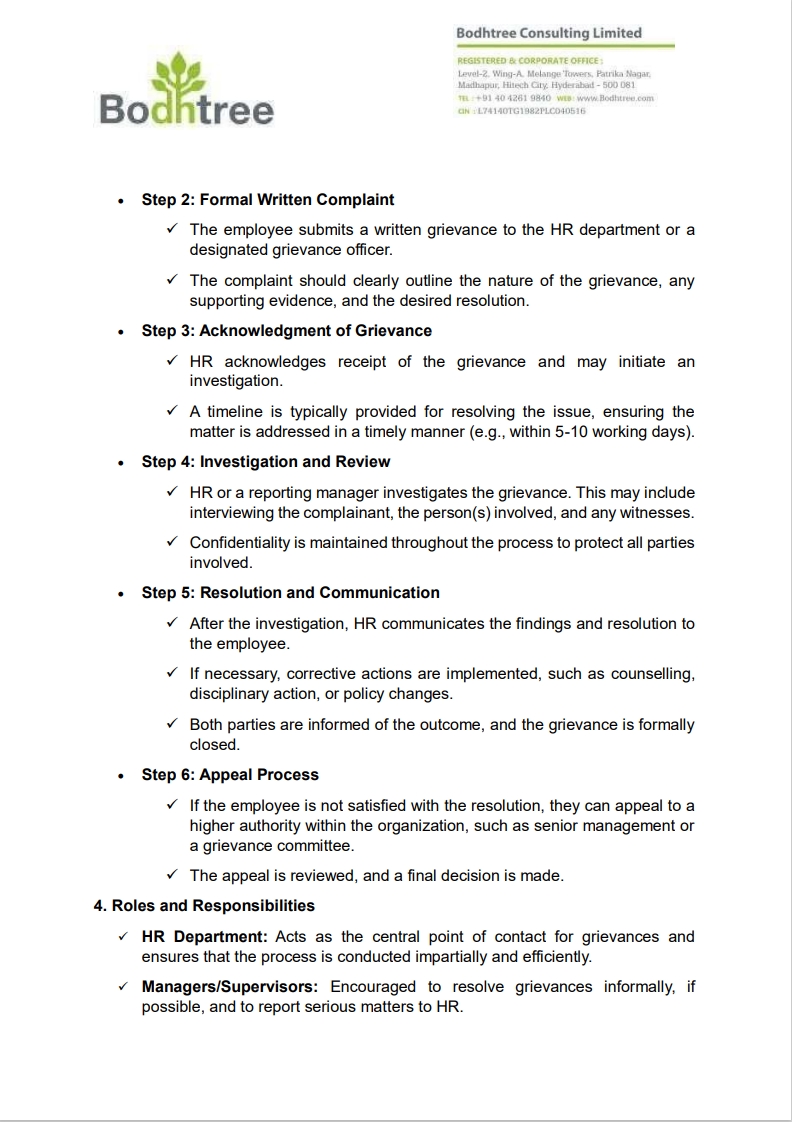 Bodhtree
Bodhtree Consulting Limited
REGISTERED & CORPORATE OFFICE :
Level-2, Wing-A, Melange Towers, Patrika Nagar,
Madhapur, Hitech City, Hyderabad - 500 081
TEL : +91 40 4261 9840 WEB: www.Bodhtree.com
CIN : L74140TG1982PLC040516
• Step 2: Formal Written Complaint
✓ The employee submits a written grievance to the HR department or a
designated grievance officer.
✓ The complaint should clearly outline the nature of the grievance, any
supporting evidence, and the desired resolution.
• Step 3: Acknowledgment of Grievance
✓ HR acknowledges receipt of the grievance and may initiate an
investigation.
✓ A timeline is typically provided for resolving the issue, ensuring the
matter is addressed in a timely manner (e.g., within 5-10 working days).
• Step 4: Investigation and Review
✓ HR or a reporting manager investigates the grievance. This may include
interviewing the complainant, the person(s) involved, and any witnesses.
✓ Confidentiality is maintained throughout the process to protect all parties
involved.
• Step 5: Resolution and Communication
✓ After the investigation, HR communicates the findings and resolution to
the employee.
✓ If necessary, corrective actions are implemented, such as counselling,
disciplinary action, or policy changes.
✓ Both parties are informed of the outcome, and the grievance is formally
closed.
• Step 6: Appeal Process
✓ If the employee is not satisfied with the resolution, they can appeal to a
higher authority within the organization, such as senior management or
a grievance committee.
✓ The appeal is reviewed, and a final decision is made.
4. Roles and Responsibilities
✓ HR Department: Acts as the central point of contact for grievances and
ensures that the process is conducted impartially and efficiently.
✓ Managers/Supervisors: Encouraged to resolve grievances informally, if
possible, and to report serious matters to HR.